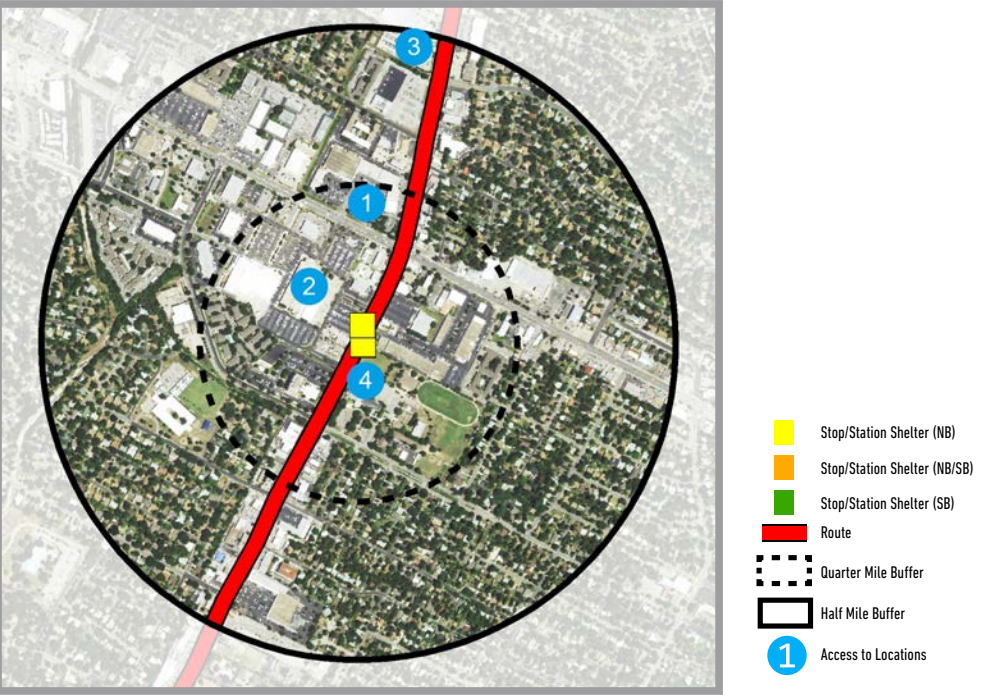 3
1
2
4
Stop/Station Shelter (NB)
Stop/Station Shelter (NB/SB)
Stop/Station Shelter (SB)
Route
Quarter Mile Buffer
Half Mile Buffer
1 Access to Locations